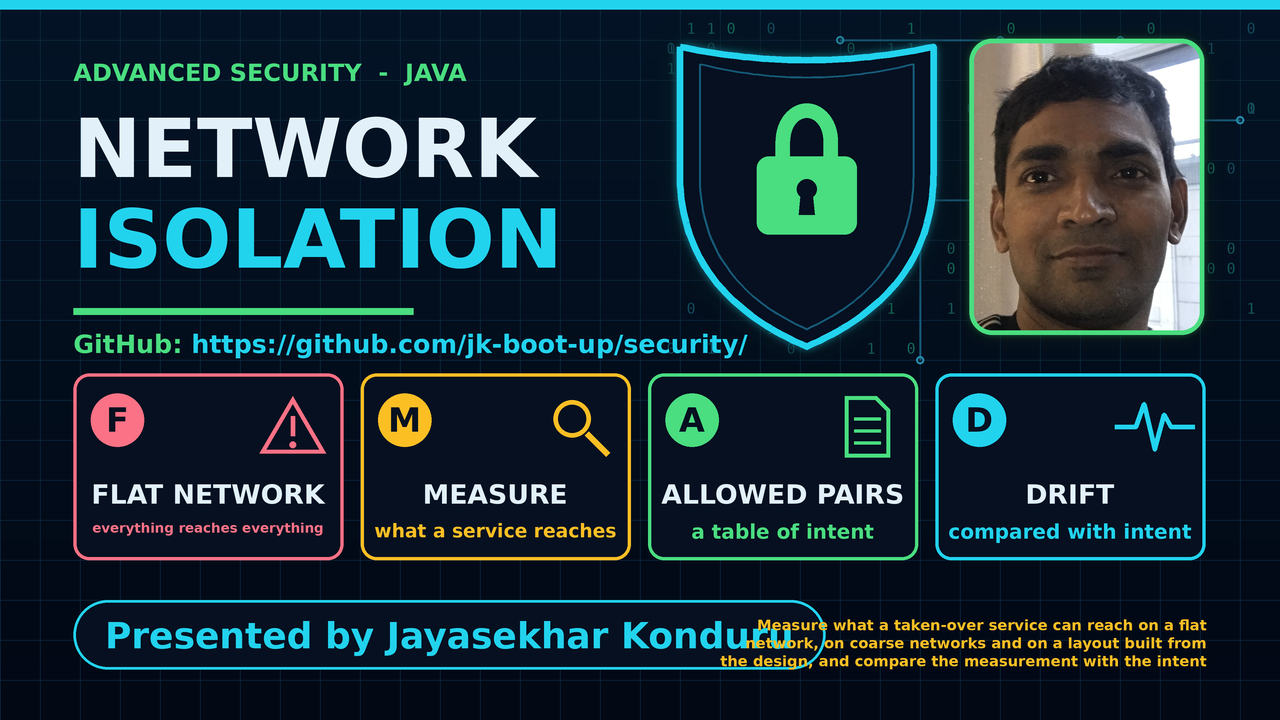 ADVANCED SECURITY - JAVA
NETWORK
ISOLATION
GitHub: https://github.com/jk-boot-up/security/
F
FLAT NETWORK
everything reaches everything
M
MEASURE
what a service reaches
A
ALLOWED PAIRS
a table of intent
D
DRIFT
compared with intent
Presented by Jayasekhar Konduru
Measure what a taken-over service can reach on a flat
network, on coarse networks and on a layout built from
the design, and compare the measurement with the intent